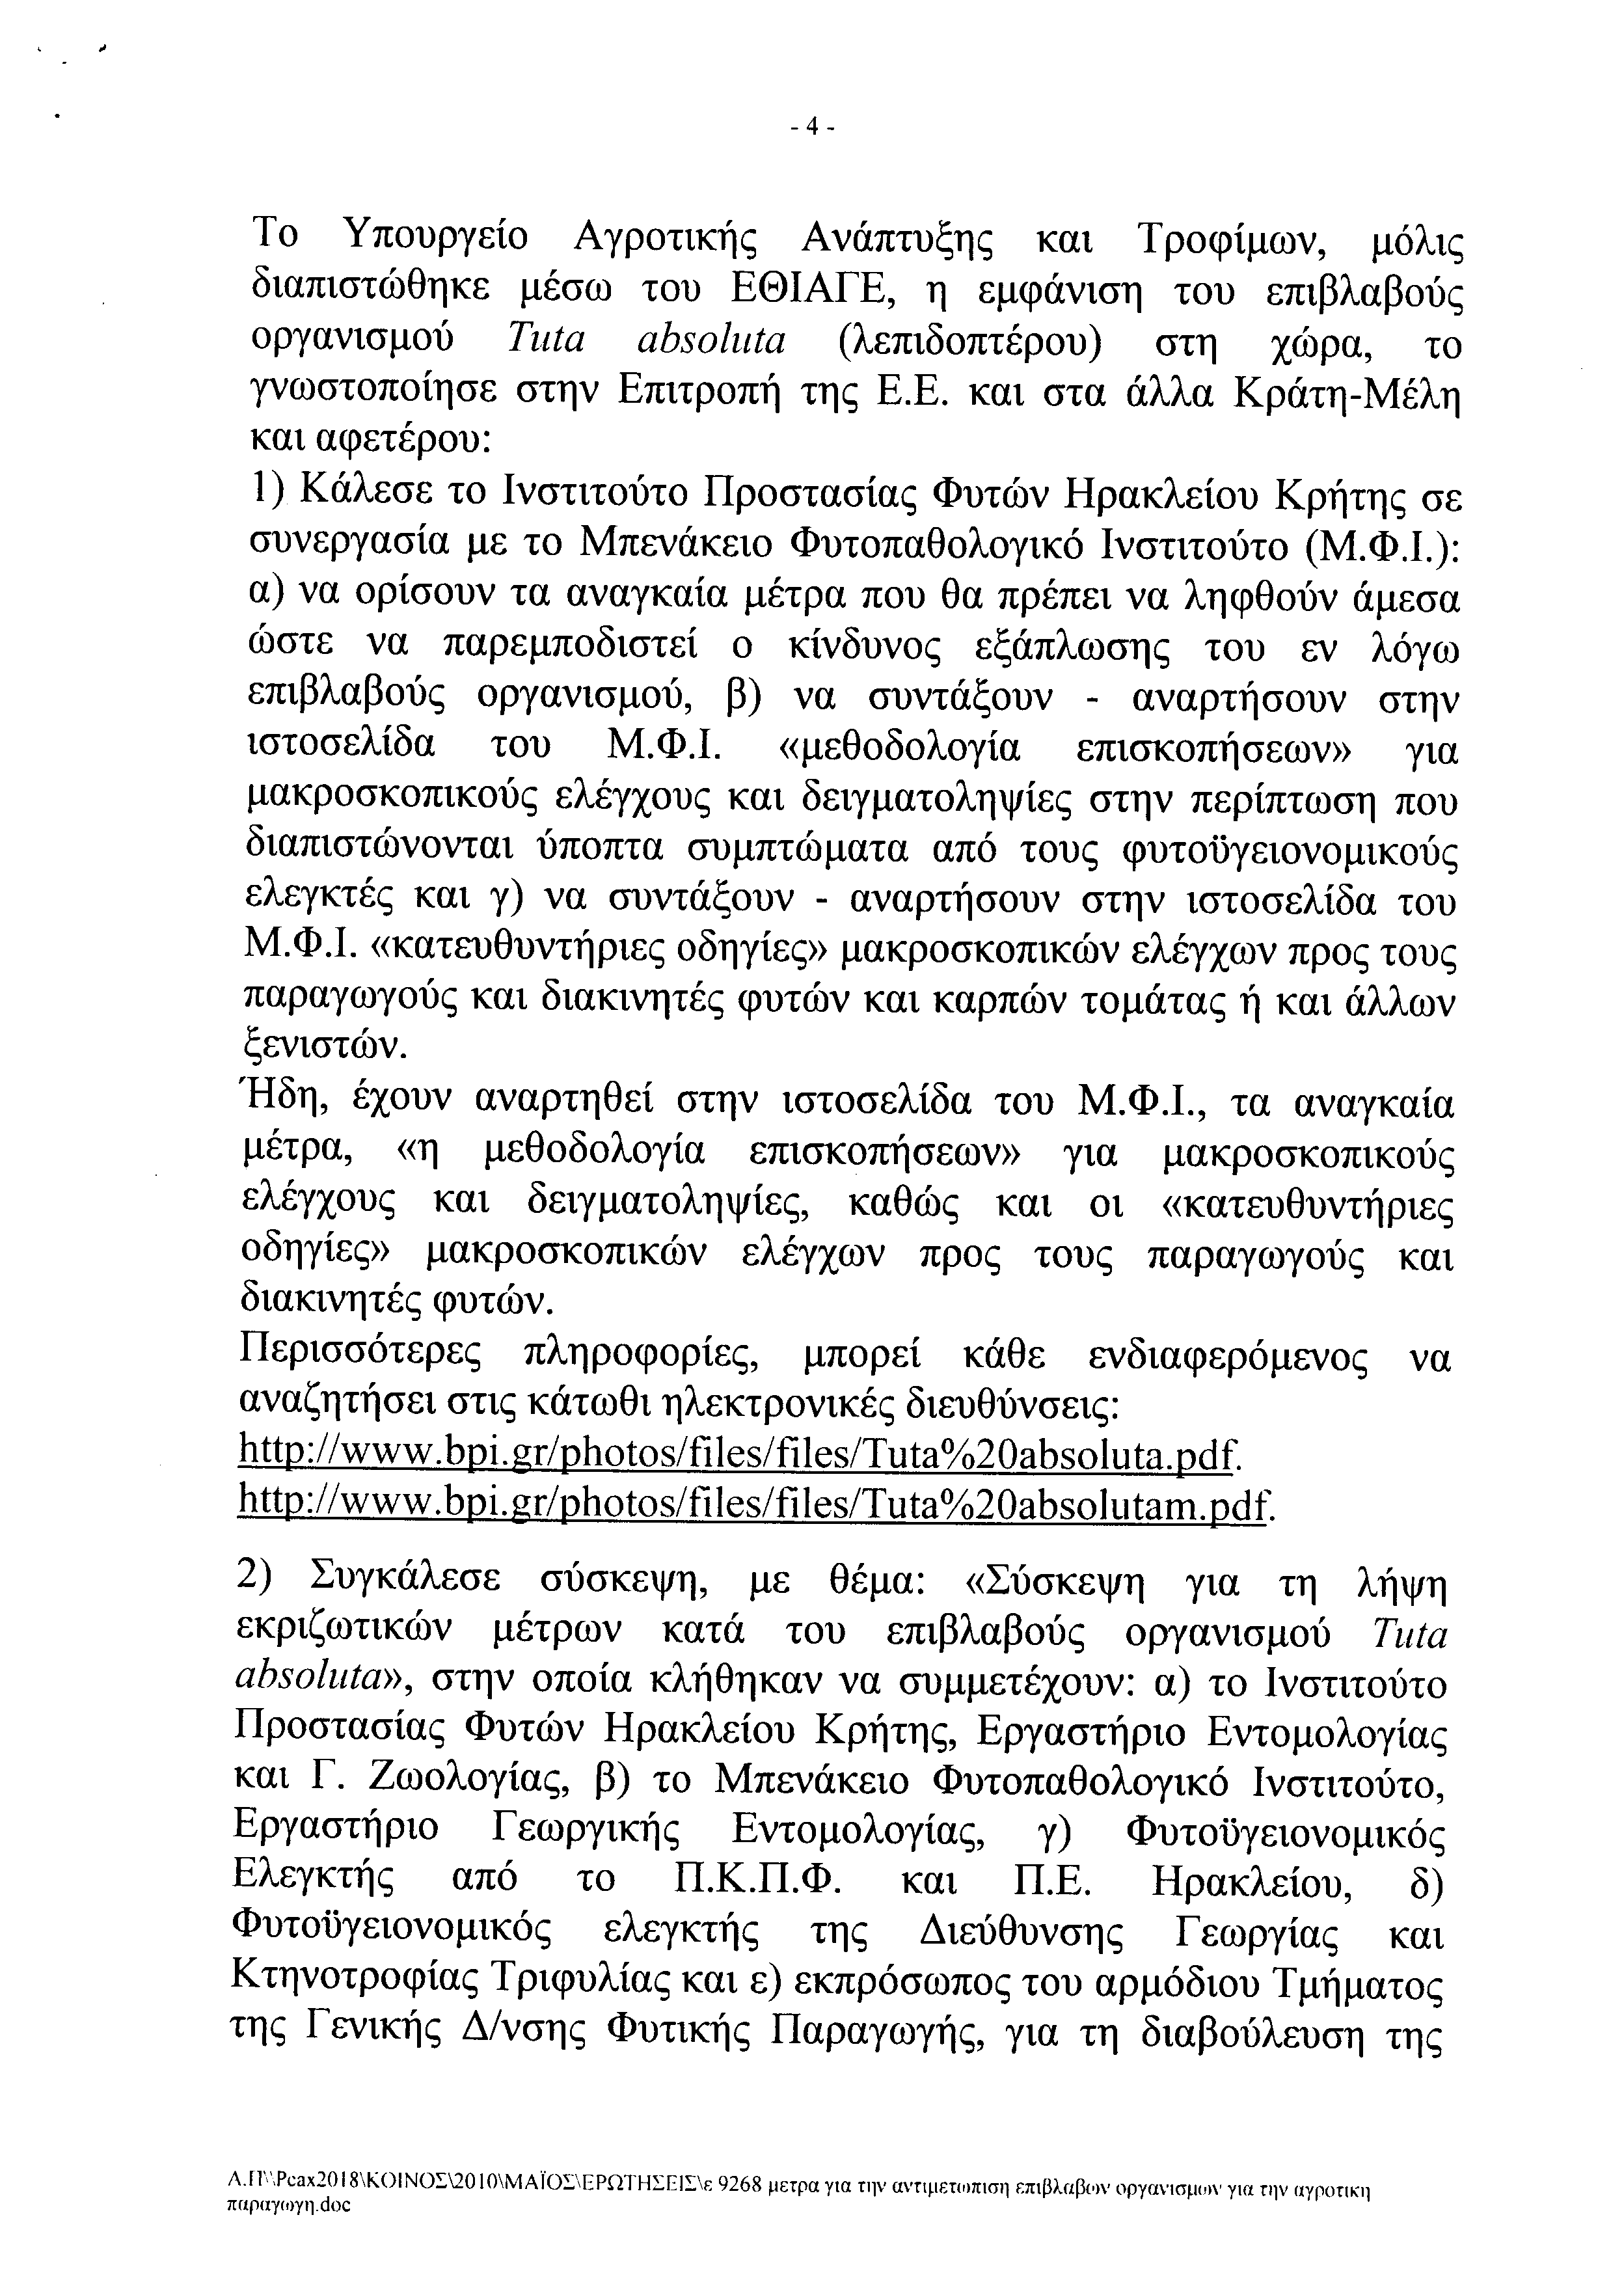 - 4 -
Το Υπουργείο Αγροτικής Ανάπτυξης και Τροφίμων, μόλις
διαπιστώθηκε μέσω του ΕΘΙΑΓΕ, η εμφάνιση του επιβλαβούς
οργανισμού Tuta absoluta (λεπιδοπτέρου) στη χώρα, το
γνωστοποίησε στην Επιτροπή της Ε.Ε. και στα άλλα Κράτη-Μέλη
και αφετέρου:
1) Κάλεσε το Ινστιτούτο Προστασίας Φυτών Ηρακλείου Κρήτης σε
συνεργασία με το Μπενάκειο Φυτοπαθολογικό Ινστιτούτο (Μ.Φ.Ι.):
α) να ορίσουν τα αναγκαία μέτρα που θα πρέπει να ληφθούν άμεσα
ώστε να παρεμποδιστεί ο κίνδυνος εξάπλωσης του εν λόγω
επιβλαβούς οργανισμού, β) να συντάξουν - αναρτήσουν στην
ιστοσελίδα του Μ.Φ.Ι. «μεθοδολογία επισκοπήσεων» για
μακροσκοπικούς ελέγχους και δειγματοληψίες στην περίπτωση που
διαπιστώνονται ύποπτα συμπτώματα από τους φυτοϋγειονομικούς
ελεγκτές και γ) να συντάξουν - αναρτήσουν στην ιστοσελίδα του
Μ.Φ.Ι. «κατευθυντήριες οδηγίες» μακροσκοπικών ελέγχων προς τους
παραγωγούς και διακινητές φυτών και καρπών τομάτας ή και άλλων
ξενιστών.
Ήδη, έχουν αναρτηθεί στην ιστοσελίδα του Μ.Φ.Ι., τα αναγκαία
μέτρα, «η μεθοδολογία επισκοπήσεων» για μακροσκοπικούς
ελέγχους και δειγματοληψίες, καθώς και οι «κατευθυντήριες
οδηγίες» μακροσκοπικών ελέγχων προς τους παραγωγούς και
διακινητές φυτών.
Περισσότερες πληροφορίες, μπορεί κάθε ενδιαφερόμενος να
αναζητήσει στις κάτωθι ηλεκτρονικές διευθύνσεις:
http://www.bpi.gr/photos/files/files/Tuta%20absoluta.pdf.
http://www.bpi.gr/photos/files/files/Tuta%20absolutam.pdf.
2) Συγκάλεσε σύσκεψη, με θέμα: «Σύσκεψη για τη λήψη
εκριζωτικών μέτρων κατά του επιβλαβούς οργανισμού Tuta
absoluta», στην οποία κλήθηκαν να συμμετέχουν: α) το Ινστιτούτο
Προστασίας Φυτών Ηρακλείου Κρήτης, Εργαστήριο Εντομολογίας
και Γ. Ζωολογίας, β) το Μπενάκειο Φυτοπαθολογικό Ινστιτούτο,
Εργαστήριο Γεωργικής Εντομολογίας, γ) Φυτοϋγειονομικός
Ελεγκτής από το Π.Κ.Π.Φ. και Π.Ε. Ηρακλείου, δ)
Φυτοϋγειονομικός ελεγκτής της Διεύθυνσης Γεωργίας και
Κτηνοτροφίας Τριφυλίας και ε) εκπρόσωπος του αρμόδιου Τμήματος
της Γενικής Δ/νσης Φυτικής Παραγωγής, για τη διαβούλευση της
Λ.Π\\Pcax2018\ΚΟΙΝΟΣ\2010\ΜΑΪΟΣ\ΕΡΩΤΗΣΕΙΣ\ε 9268 μετρα για την αντιμετωπιση επιβλαβων οργανισμων για την αγροτικη
παραγωγη.doc